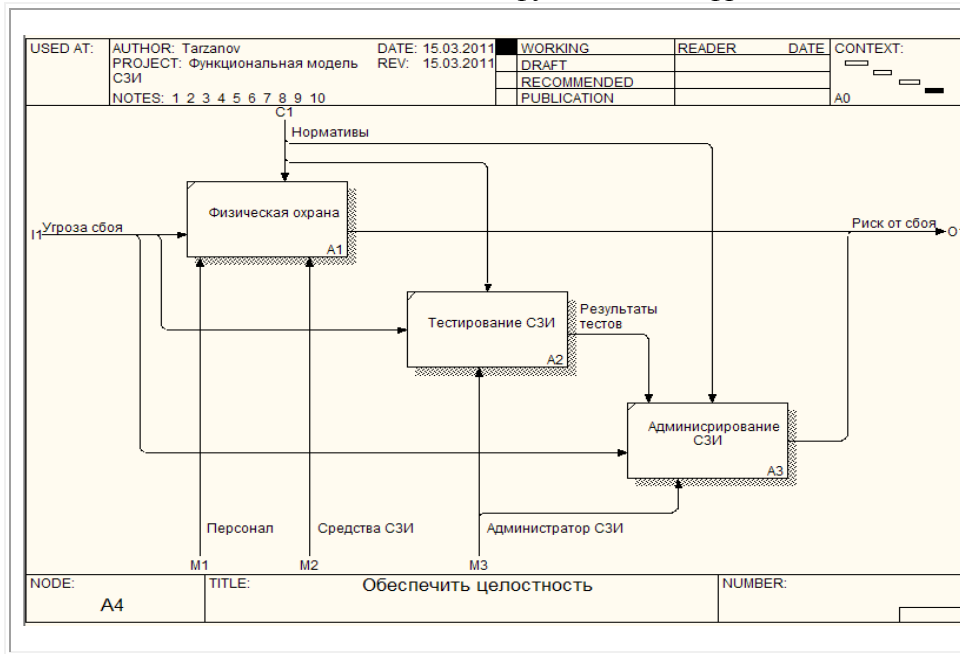 USED AT:
AUTHOR: Tarzanov
DATE: 15.03.2011
WORKING
READER
DATE
CONTEXT:
PROJECT: Функциональная модель
REV: 15.03.2011
DRAFT
СЗИ
RECOMMENDED
NOTES: 1 2 3 4 5 6 7 8 9 10
PUBLICATION
A0
C1
Нормативы
Физическая охрана
A1
I1
Угроза сбоя
Риск от сбоя
Тестирование СЗИ
A2
Результаты
тестов
Админисрирование
СЗИ
A3
Персонал
Средства СЗИ
Администратор СЗИ
M1
M2
M3
NODE:
A4
TITLE:
Обеспечить целостность
NUMBER: